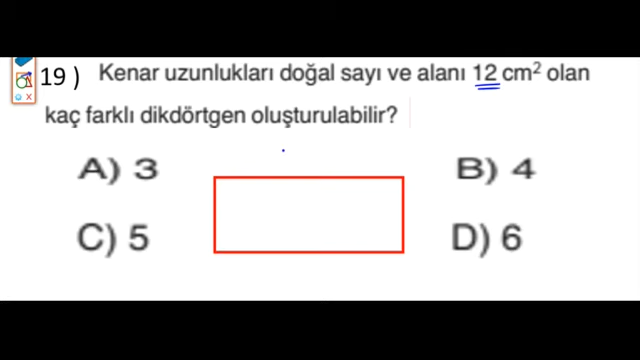 19 ) Kenar uzunlukları doğal sayı ve alanı 12 cm² olan
kaç farklı dikdörtgen oluşturulabilir?
A) 3
B) 4
C) 5
D) 6